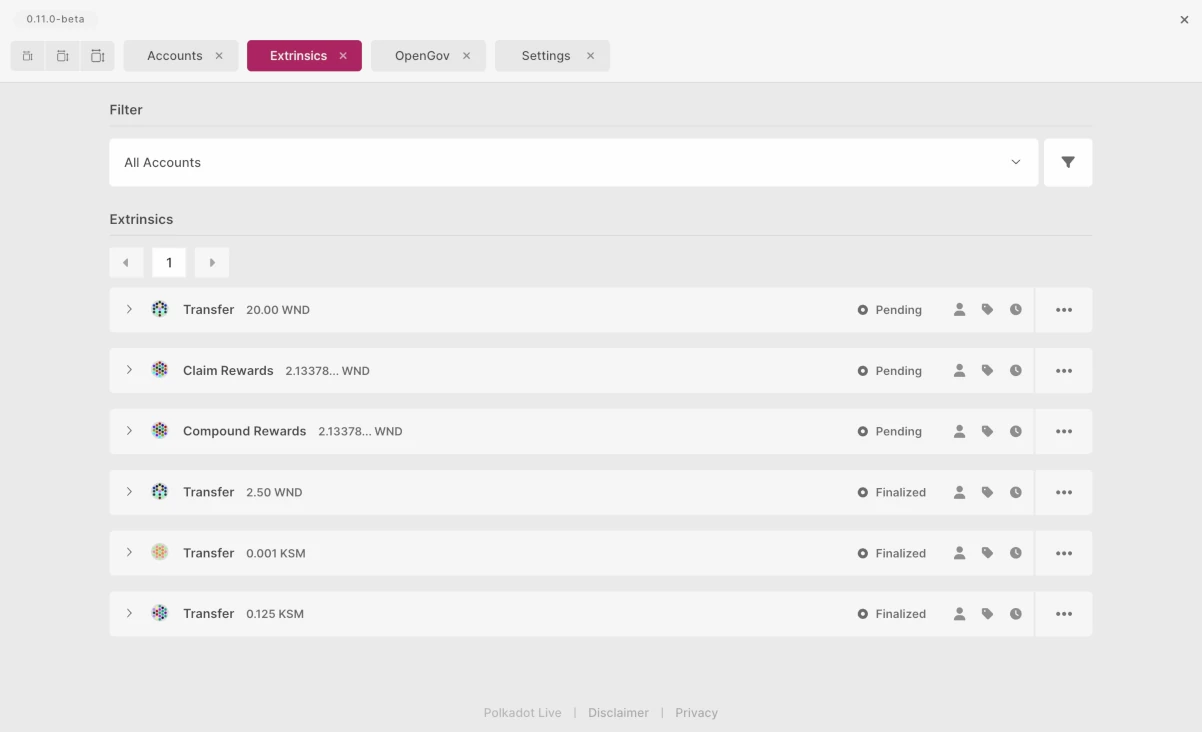 0.11.0-beta
Accounts Extrinsics OpenGov Settings
Filter
All Accounts
Extrinsics
1
Transfer 20.00 WND Pending
Claim Rewards 2.13378... WND Pending
Compound Rewards 2.13378... WND Pending
Transfer 2.50 WND Finalized
Transfer 0.001 KSM Finalized
Transfer 0.125 KSM Finalized
Polkadot Live | Disclaimer | Privacy